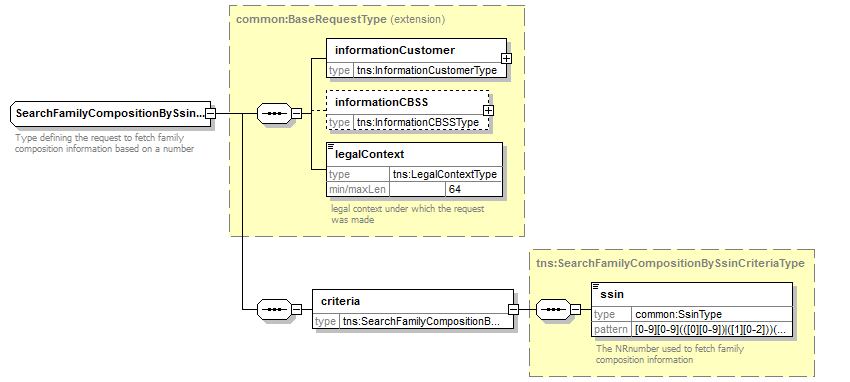 common:BaseRequestType (extension)
informationCustomer
type tns:InformationCustomerType
SearchFamilyCompositionBySsin...
Type defining the request to fetch family
composition information based on a number
informationCBSS
type tns:InformationCBSSType
legalContext
type tns:LegalContextType
min/maxLen 64
legal context under which the request
was made
criteria
type tns:SearchFamilyCompositionB...
tns:SearchFamilyCompositionBySsinCriteriaType
ssin
type common:SsinType
pattern [0-9][0-9](([0][0-9])|([1][0-2]))(...
The NRnumber used to fetch family
composition information